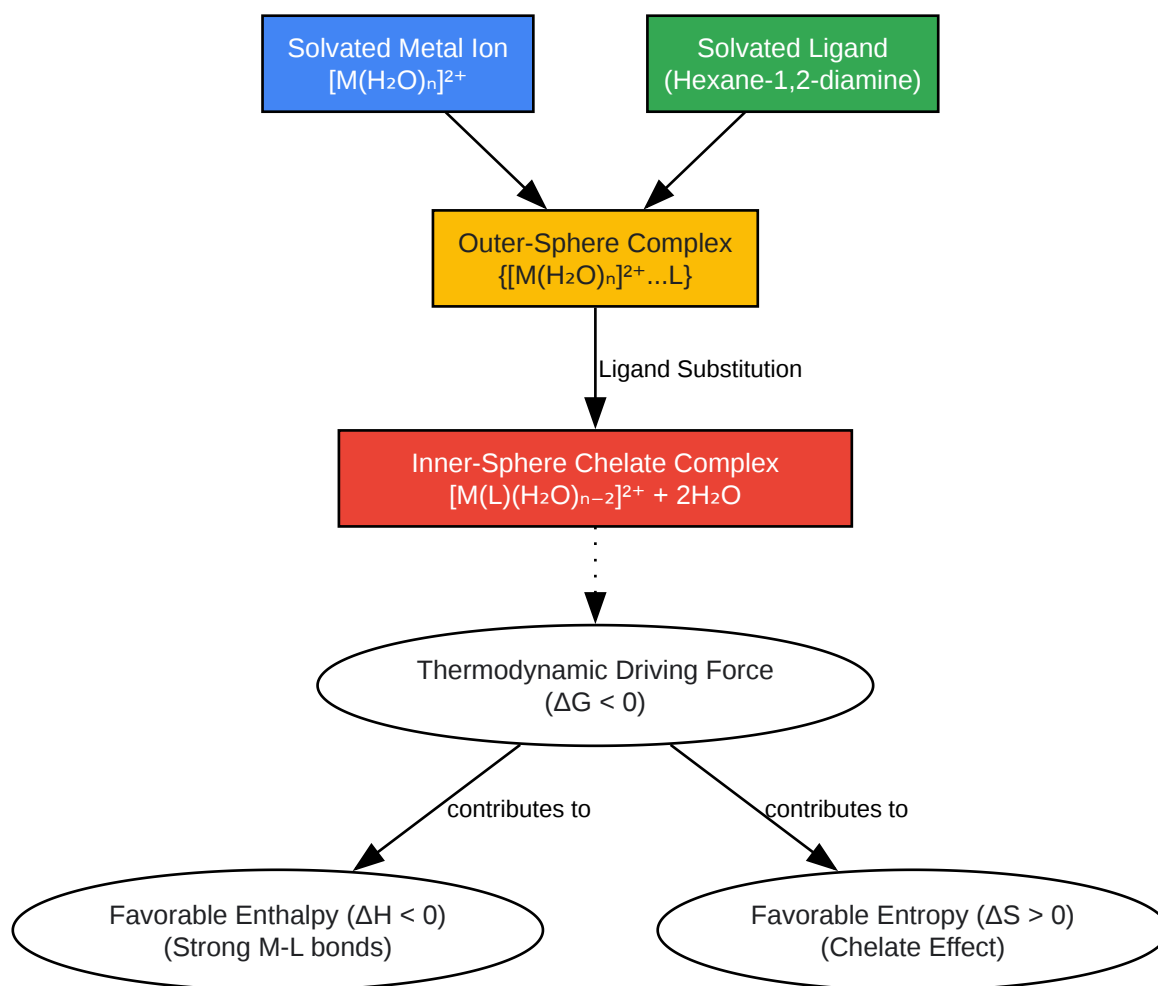 Solvated Metal Ion
[M(H₂O)ₙ]²⁺
Solvated Ligand
(Hexane-1,2-diamine)
Outer-Sphere Complex
{[M(H₂O)ₙ]²⁺...L}
Ligand Substitution
Inner-Sphere Chelate Complex
[M(L)(H₂O)ₙ₋₂]²⁺ + 2H₂O
Thermodynamic Driving Force
(ΔG < 0)
contributes to
contributes to
Favorable Enthalpy (ΔH < 0)
(Strong M-L bonds)
Favorable Entropy (ΔS > 0)
(Chelate Effect)